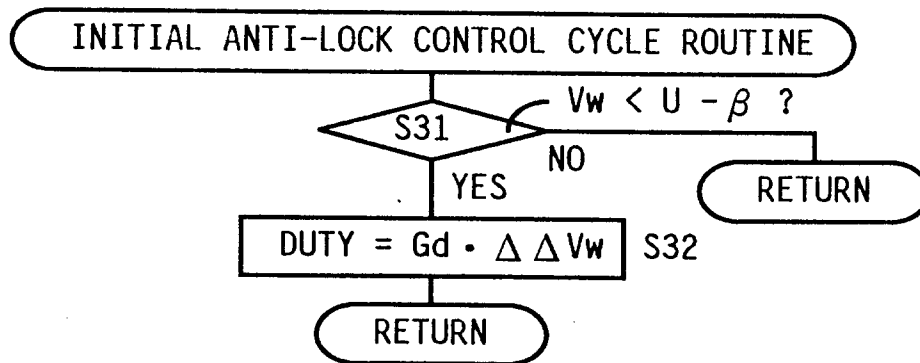 INITIAL ANTI-LOCK CONTROL CYCLE ROUTINE
Vw < U - β ?
S31
NO
YES
RETURN
DUTY = Gd · Δ Δ Vw
S32
RETURN